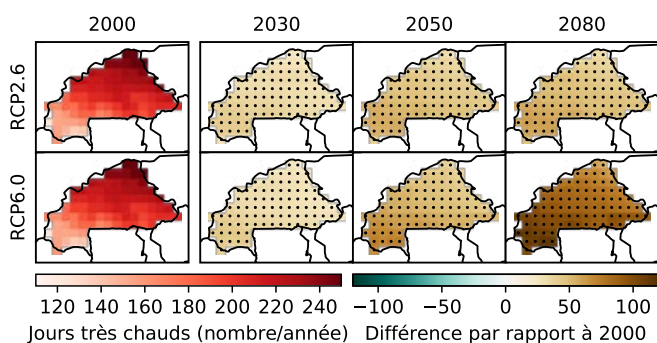 2000 2030 2050 2080
RCP2.6
RCP6.0
120 140 160 180 200 220 240 −100 −50 0 50 100
Jours très chauds (nombre/année) Différence par rapport à 2000